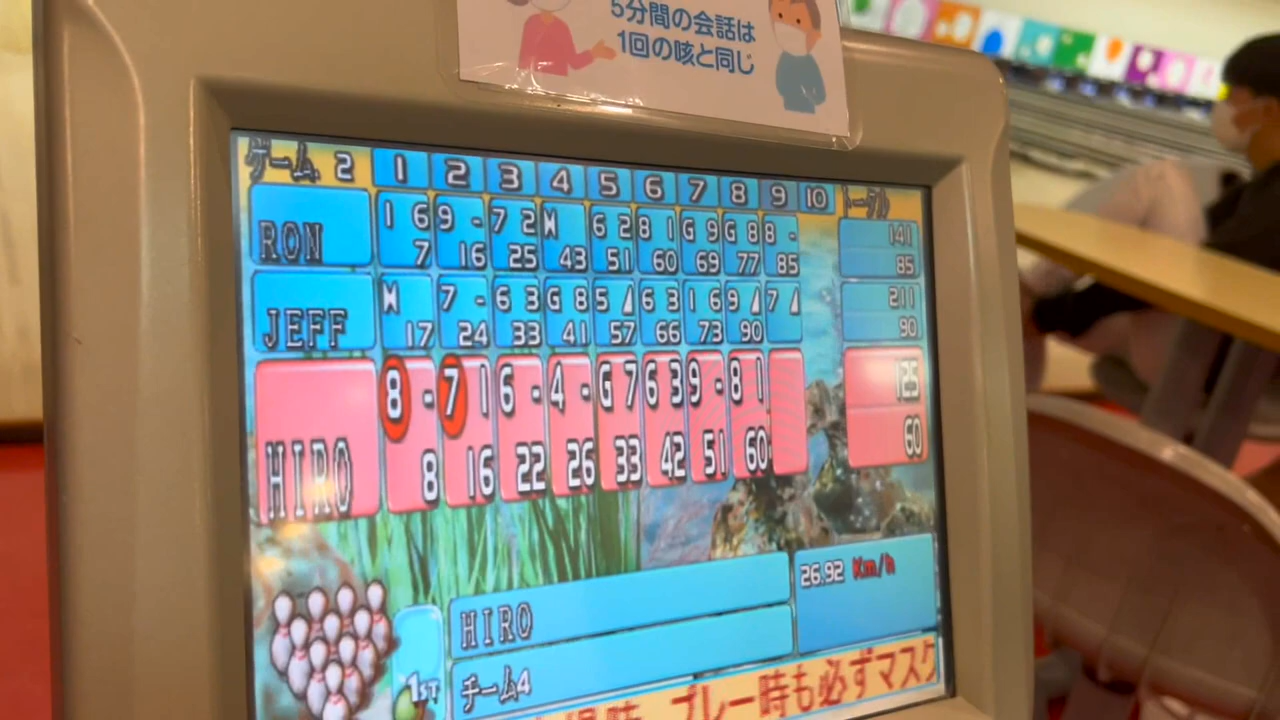 5分間の会話は
1回の咳と同じ
ゲーム 2 1 2 3 4 5 6 7 8 9 10 トータル
RON 1 6 9 - 7 2 6 2 8 1 G 9 G 8 8 - 141
7 16 25 43 51 60 69 77 85 85
JEFF 7 - 6 3 G 8 5 6 3 1 6 9 7 211
17 24 33 41 57 66 73 90 90
HIRO 8 - 7 1 6 - 4 - G 7 6 3 9 - 8 1 125
8 16 22 26 33 42 51 60 60
26.92 Km/h
HIRO
1ST チーム4
プレー時も必ずマスク